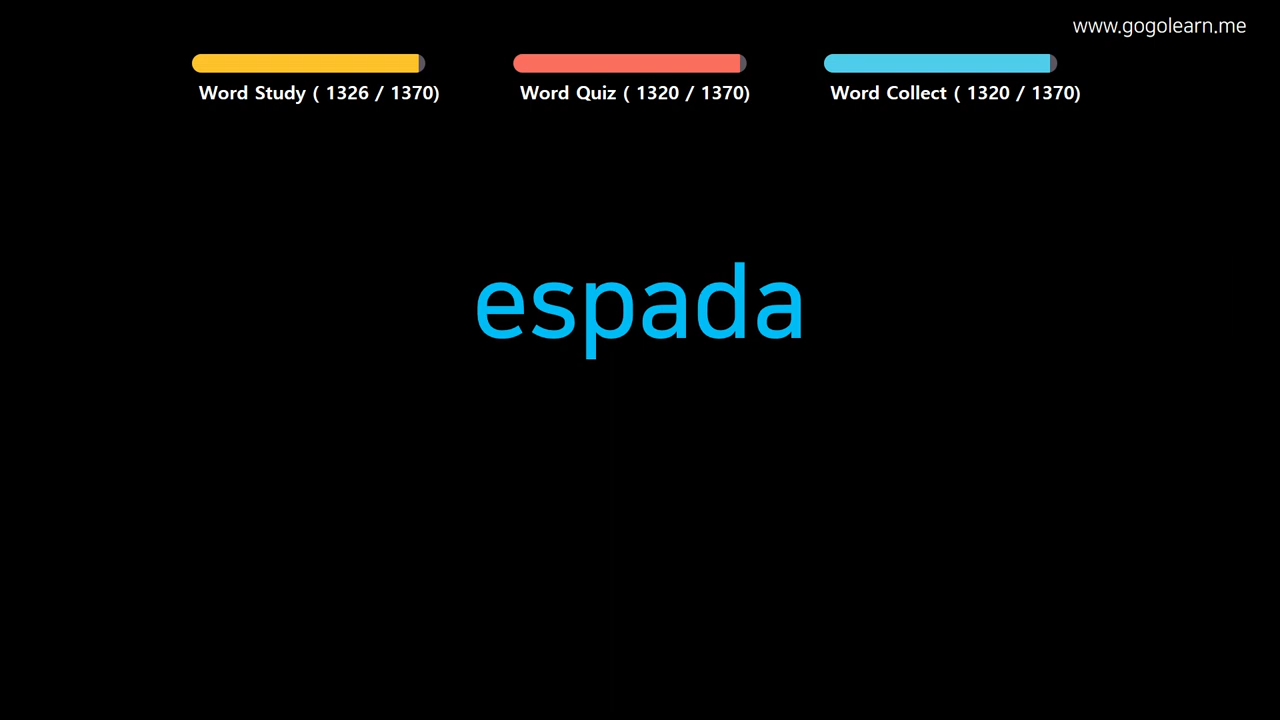 www.gogolearn.me
Word Study ( 1326 / 1370)
Word Quiz ( 1320 / 1370)
Word Collect ( 1320 / 1370)
espada